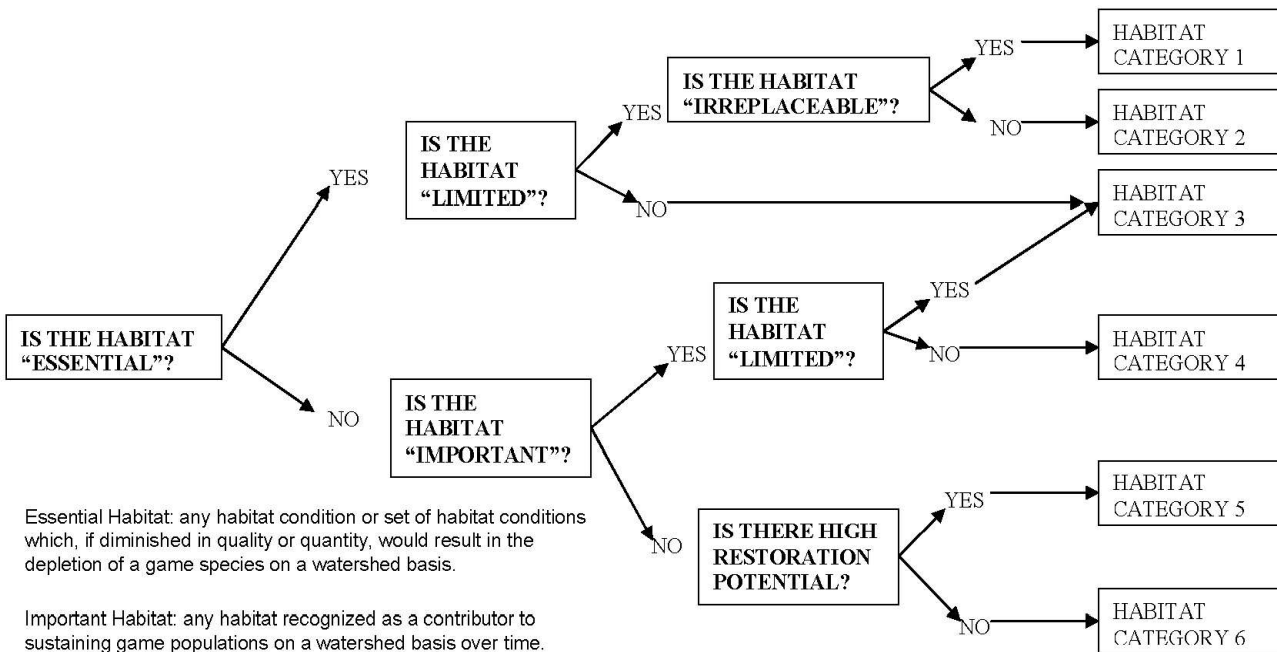 IS THE HABITAT
“ESSENTIAL”?
YES
NO
IS THE
HABITAT
“LIMITED”?
YES
NO
IS THE HABITAT
“IRREPLACEABLE”?
YES
NO
HABITAT
CATEGORY 1
HABITAT
CATEGORY 2
HABITAT
CATEGORY 3
IS THE
HABITAT
“IMPORTANT”?
YES
NO
IS THE
HABITAT
“LIMITED”?
YES
NO
HABITAT
CATEGORY 4
IS THERE HIGH
RESTORATION
POTENTIAL?
YES
NO
HABITAT
CATEGORY 5
HABITAT
CATEGORY 6
Essential Habitat: any habitat condition or set of habitat conditions
which, if diminished in quality or quantity, would result in the
depletion of a game species on a watershed basis.
Important Habitat: any habitat recognized as a contributor to
sustaining game populations on a watershed basis over time.